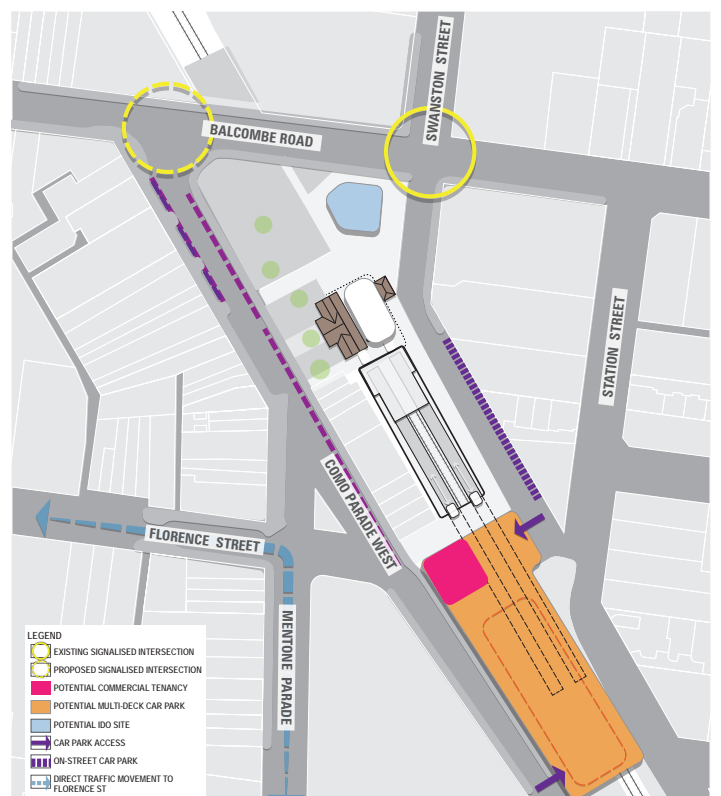 SWANSTON STREET
BALCOMBE ROAD
STATION STREET
COMO PARADE WEST
FLORENCE STREET
MENTONE PARADE
LEGEND
EXISTING SIGNALISED INTERSECTION
PROPOSED SIGNALISED INTERSECTION
POTENTIAL COMMERCIAL TENANCY
POTENTIAL MULTI-DECK CAR PARK
POTENTIAL IDO SITE
CAR PARK ACCESS
ON-STREET CAR PARK
DIRECT TRAFFIC MOVEMENT TO
FLORENCE ST